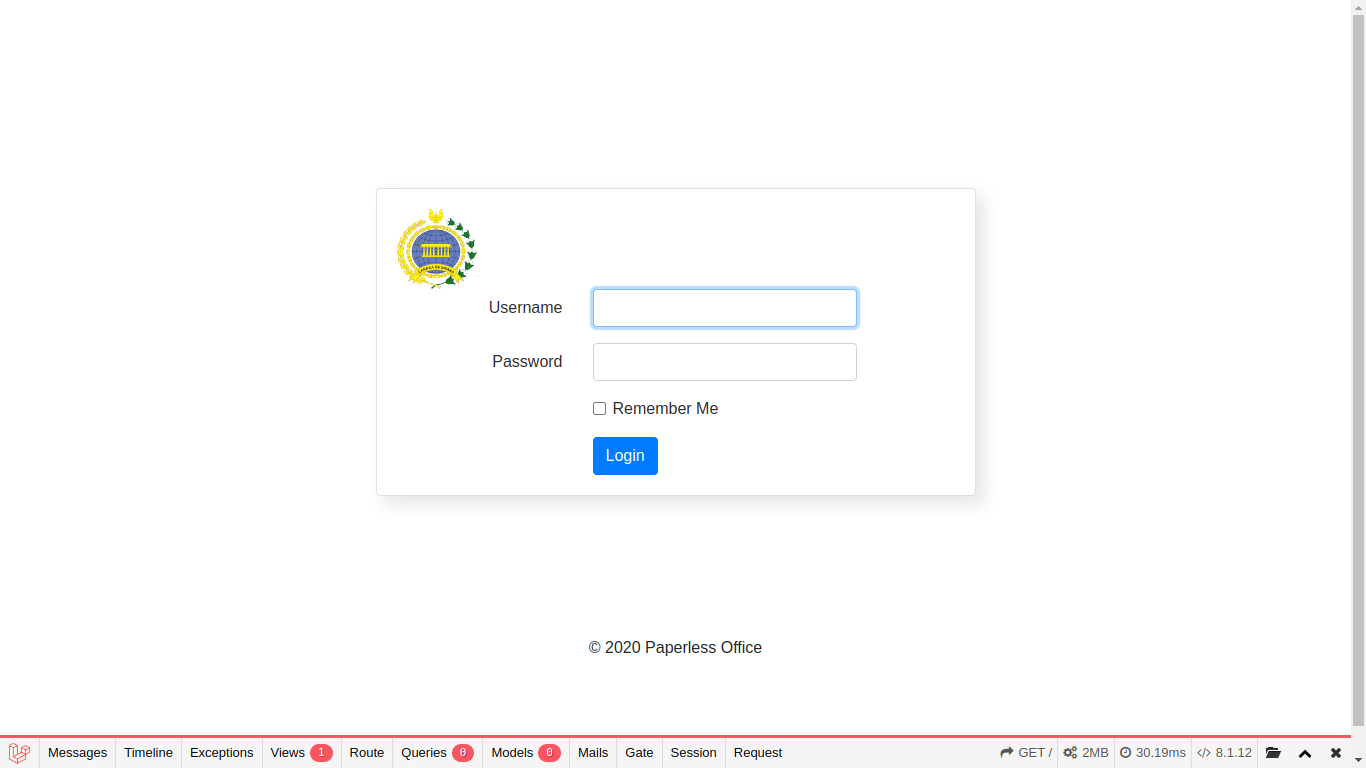 Username
Password
Remember Me
Login
© 2020 Paperless Office
Messages Timeline Exceptions Views 1 Route Queries 0 Models 0 Mails Gate Session Request GET / 2MB 30.19ms 8.1.12